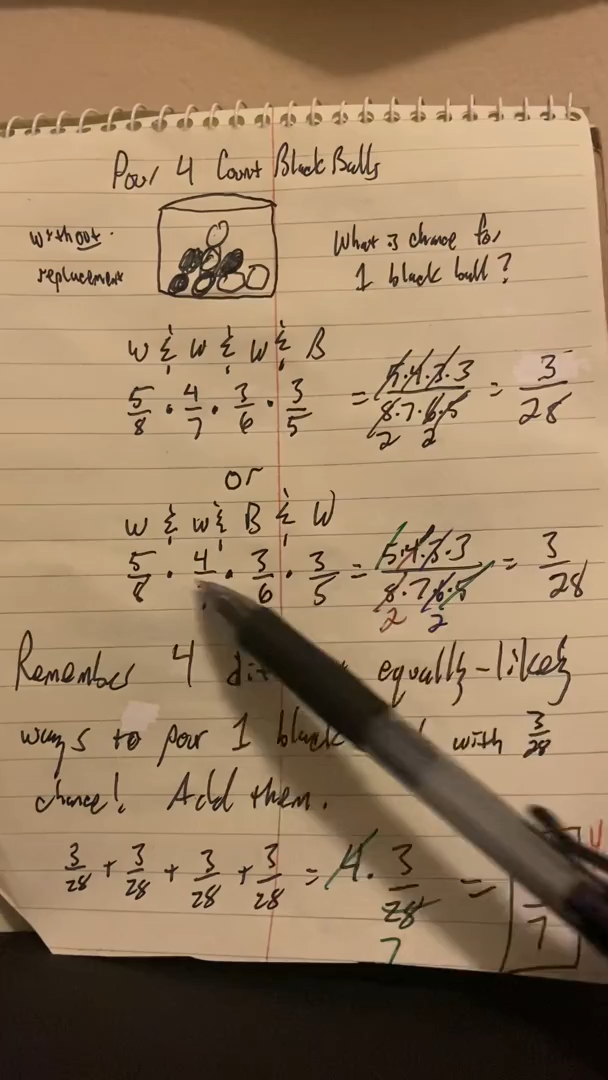 Pour 4 Count Black Balls
without replacement
What's chance for 1 black ball?
W & W & W & B
5/8 · 4/7 · 3/6 · 3/5 = 5·4·3·3 / 8·7·6·5 = 3/28
2 2
or
W & W & B & W
5/8 · 4/ · 3/6 · 3/5 = 5·4·3·3 / 8·7·6·5 = 3/28
2 2
Remember 4 equally-likely
ways to pour 1 black with 3/28
chance! Add them.
3/28 + 3/28 + 3/28 + 3/28 = 4 · 3/28 = /7
7